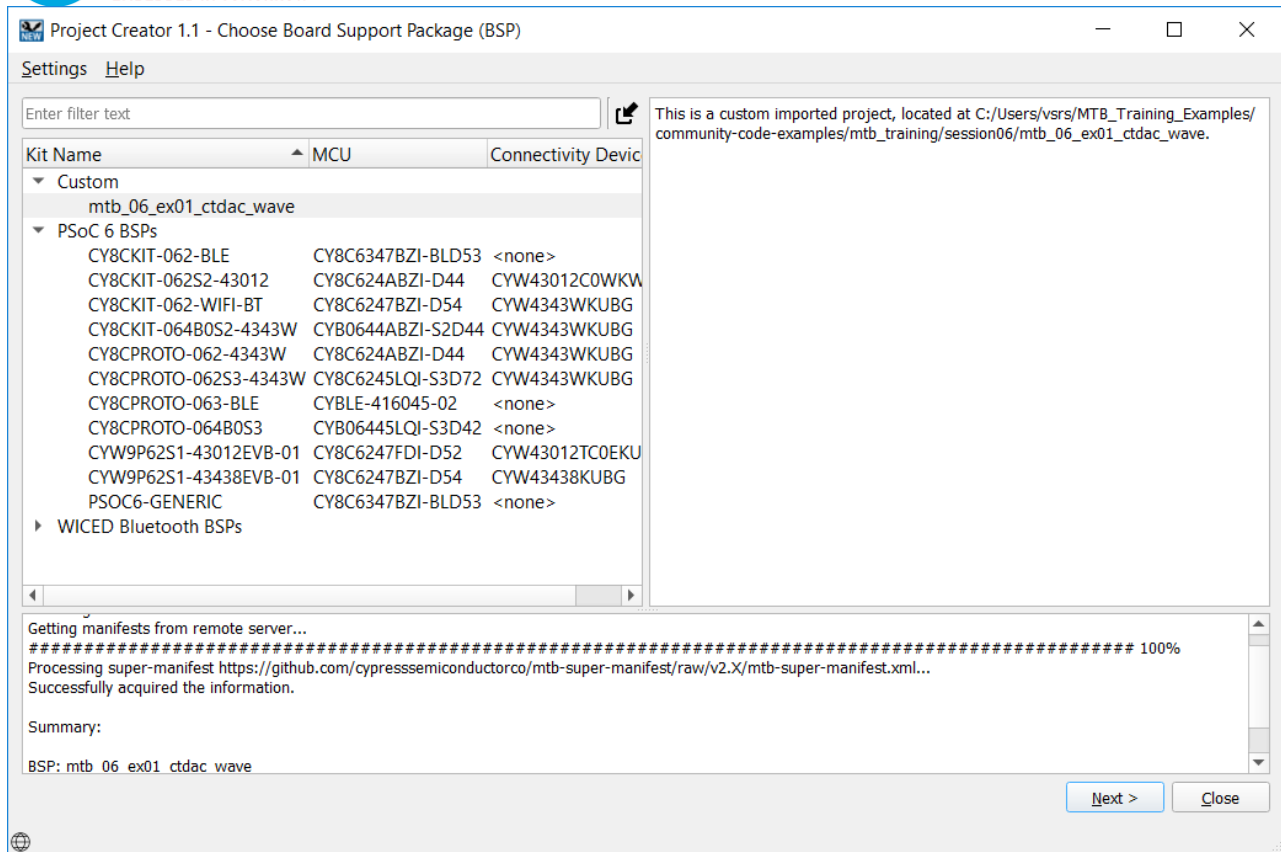 Project Creator 1.1 - Choose Board Support Package (BSP)
Settings Help
Enter filter text
This is a custom imported project, located at C:/Users/vsrs/MTB_Training_Examples/
community-code-examples/mtb_training/session06/mtb_06_ex01_ctdac_wave.
Kit Name MCU Connectivity Devic
Custom
mtb_06_ex01_ctdac_wave
PSoC 6 BSPs
CY8CKIT-062-BLE CY8C6347BZI-BLD53 <none>
CY8CKIT-062S2-43012 CY8C624ABZI-D44 CYW43012C0WKW
CY8CKIT-062-WIFI-BT CY8C6247BZI-D54 CYW4343WKUBG
CY8CKIT-064B0S2-4343W CYB0644ABZI-S2D44 CYW4343WKUBG
CY8CPROTO-062-4343W CY8C624ABZI-D44 CYW4343WKUBG
CY8CPROTO-062S3-4343W CY8C6245LQI-S3D72 CYW4343WKUBG
CY8CPROTO-063-BLE CYBLE-416045-02 <none>
CY8CPROTO-064B0S3 CYB06445LQI-S3D42 <none>
CYW9P62S1-43012EVB-01 CY8C6247FDI-D52 CYW43012TC0EKU
CYW9P62S1-43438EVB-01 CY8C6247BZI-D54 CYW43438KUBG
PSOC6-GENERIC CY8C6347BZI-BLD53 <none>
WICED Bluetooth BSPs
Getting manifests from remote server...
################################################################################################ 100%
Processing super-manifest https://github.com/cypresssemiconductorco/mtb-super-manifest/raw/v2.X/mtb-super-manifest.xml...
Successfully acquired the information.
Summary:
BSP: mtb_06_ex01_ctdac_wave
Next > Close